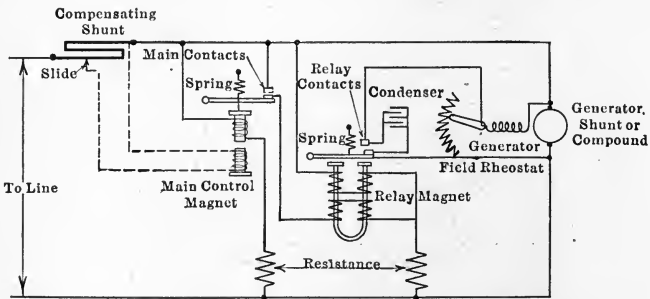 Compensating
Shunt
Slide
Main Contacts
Spring
Relay
Contacts
Condenser
Spring
Generator
Field Rheostat
Generator,
Shunt or
Compound
To Line
Main Control
Magnet
Relay Magnet
Resistance